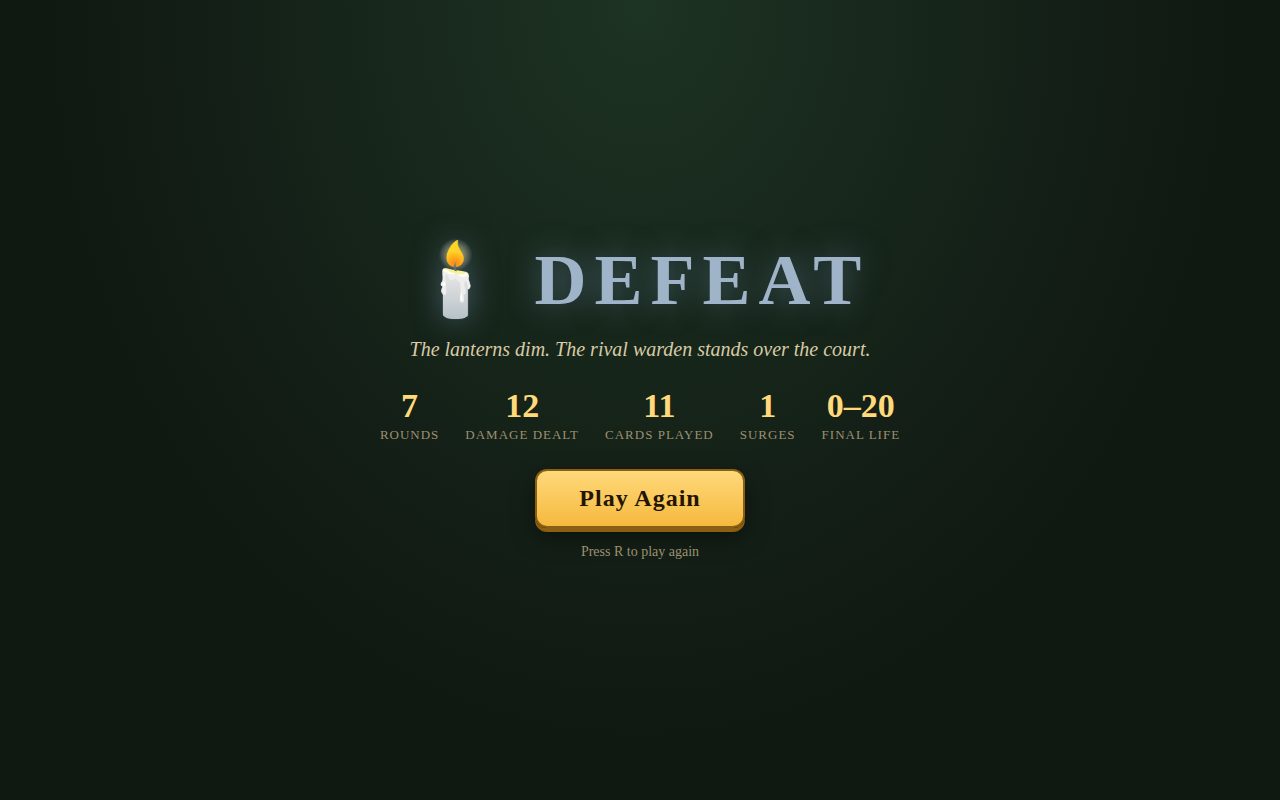 DEFEAT
The lanterns dim. The rival warden stands over the court.
7 12 11 1 0–20
ROUNDS DAMAGE DEALT CARDS PLAYED SURGES FINAL LIFE
Play Again
Press R to play again